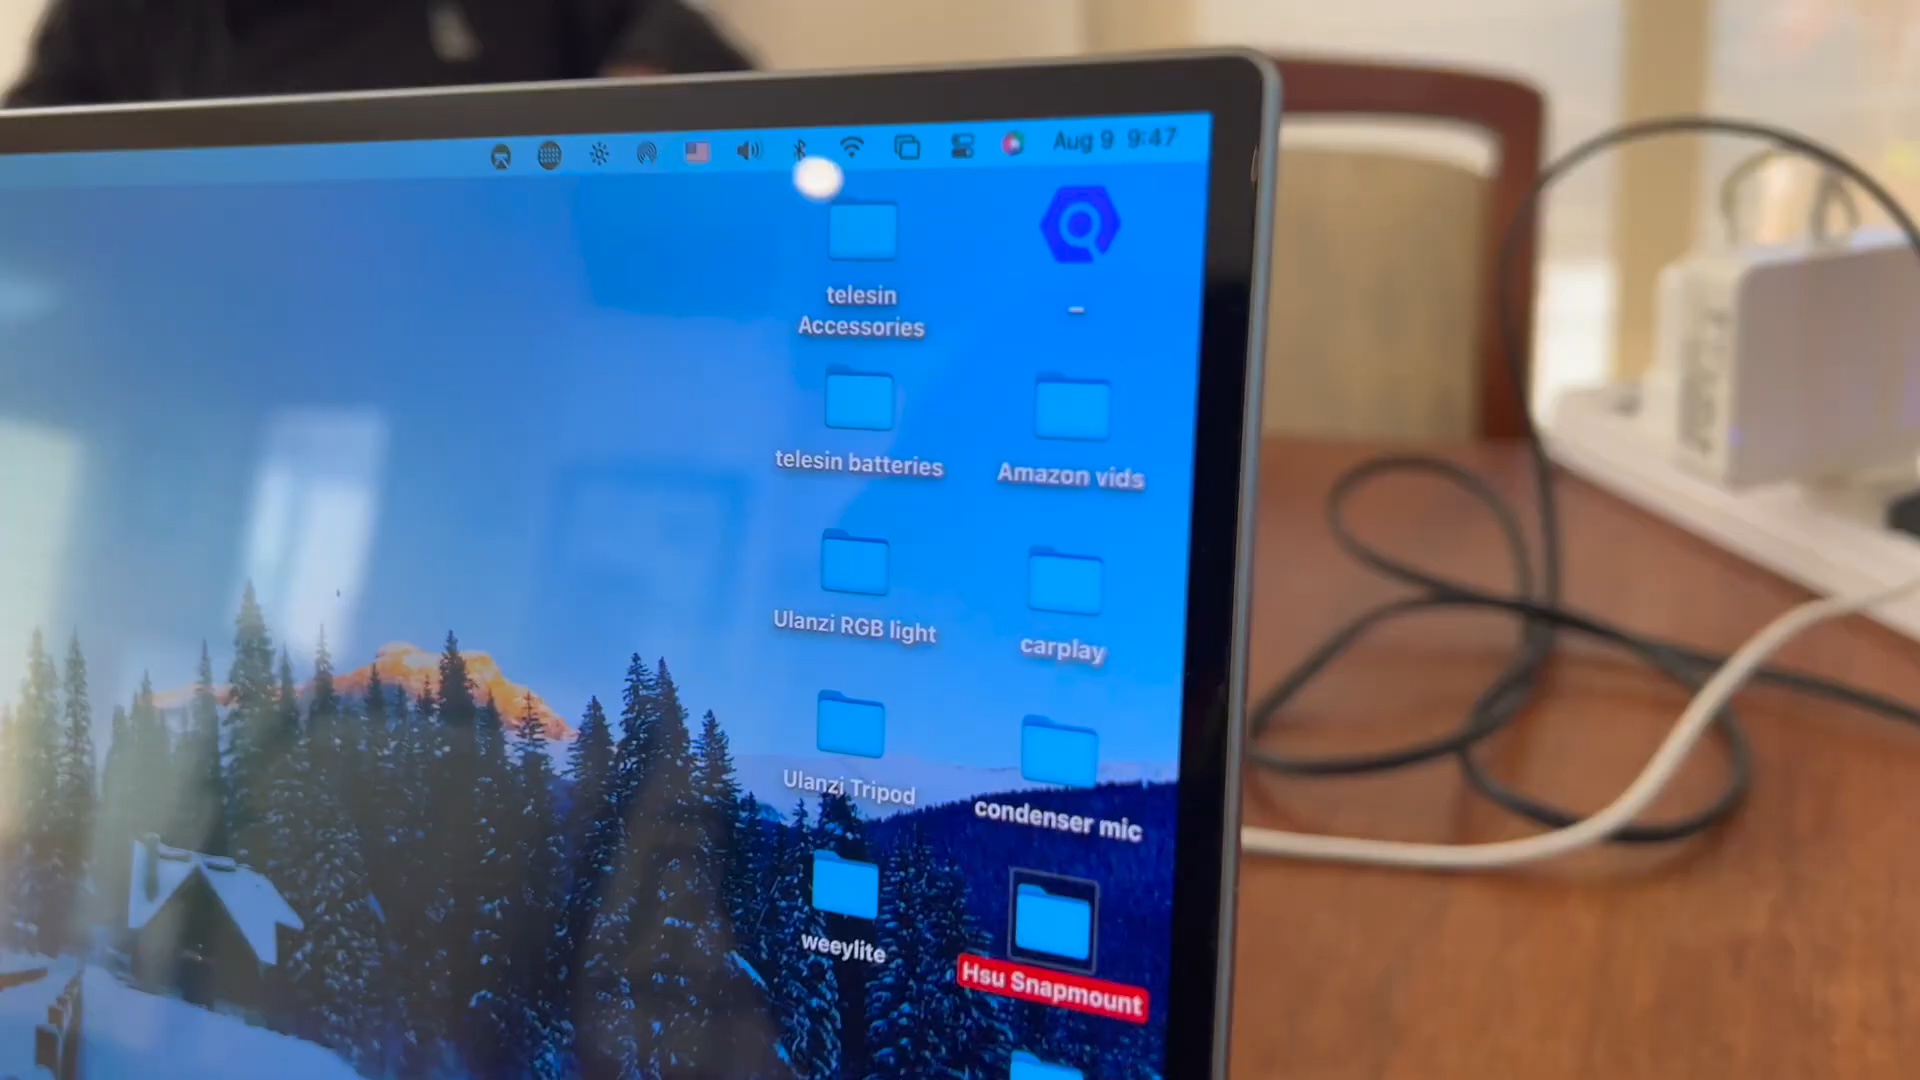 Aug 9 9:47
telesin
Accessories
–
telesin batteries
Amazon vids
Ulanzi RGB light
carplay
Ulanzi Tripod
condenser mic
weeylite
Hsu Snapmount